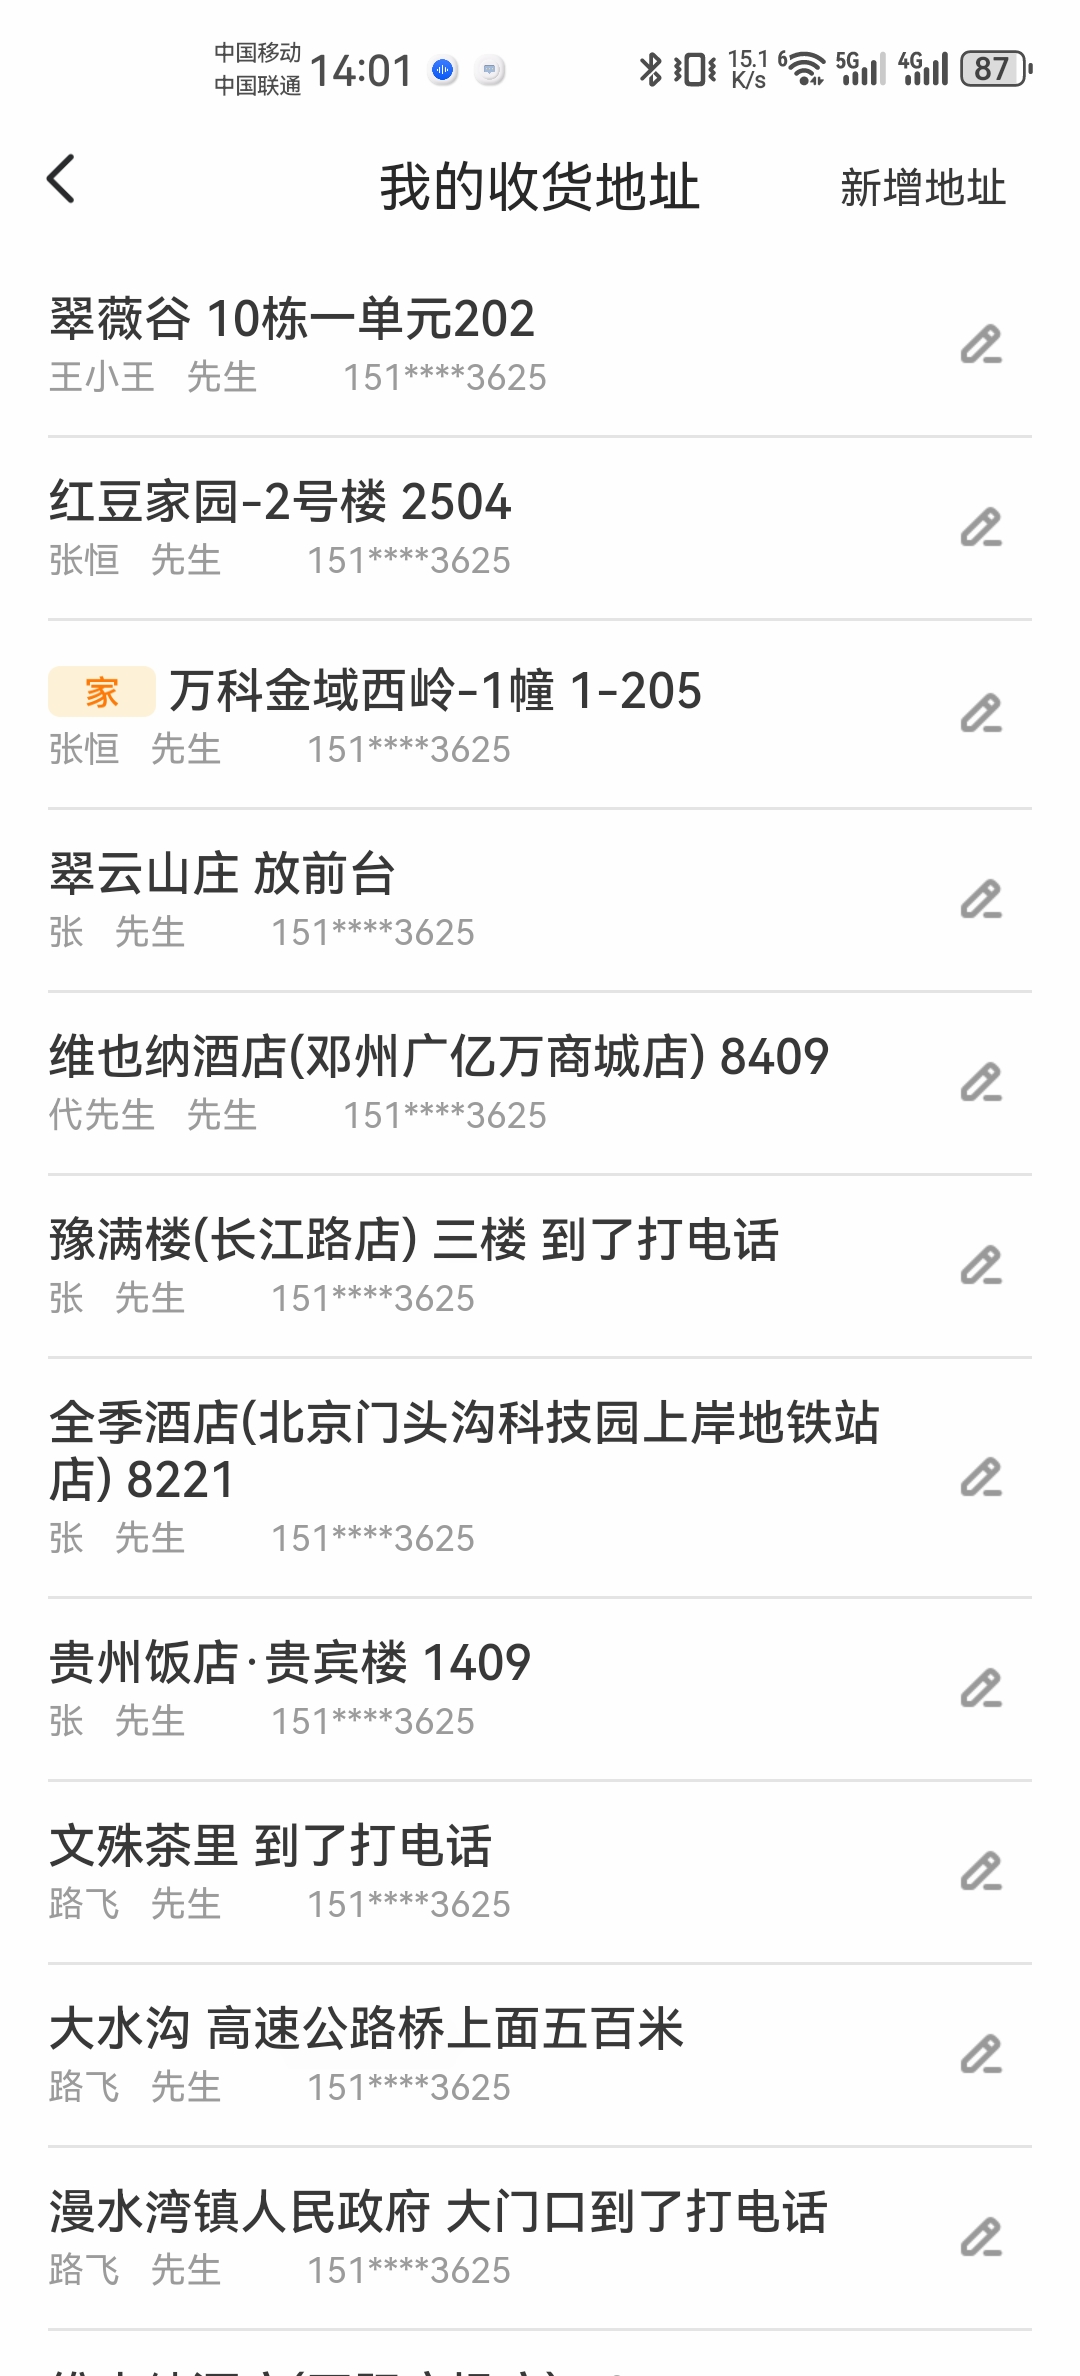 中国移动
中国联通
14:01
15.1
K/s
6
5G
4G
87
我的收货地址
新增地址
翠薇谷 10栋一单元202
王小王 先生 151****3625
红豆家园-2号楼 2504
张恒 先生 151****3625
家 万科金域西岭-1幢 1-205
张恒 先生 151****3625
翠云山庄 放前台
张 先生 151****3625
维也纳酒店(邓州广亿万商城店) 8409
代先生 先生 151****3625
豫满楼(长江路店) 三楼 到了打电话
张 先生 151****3625
全季酒店(北京门头沟科技园上岸地铁站
店) 8221
张 先生 151****3625
贵州饭店·贵宾楼 1409
张 先生 151****3625
文殊茶里 到了打电话
路飞 先生 151****3625
大水沟 高速公路桥上面五百米
路飞 先生 151****3625
漫水湾镇人民政府 大门口到了打电话
路飞 先生 151****3625